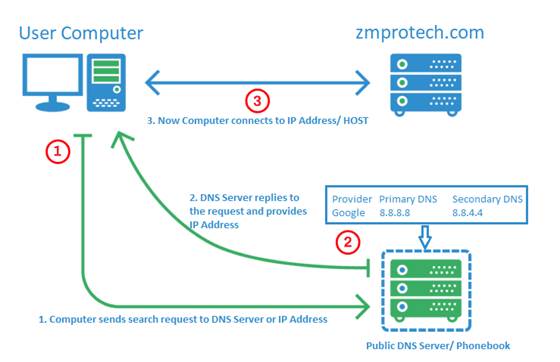 User Computer
zmprotech.com
3
3. Now Computer connects to IP Address/ HOST
1
2. DNS Server replies to
the request and provides
IP Address
Provider Primary DNS Secondary DNS
Google 8.8.8.8 8.8.4.4
2
1. Computer sends search request to DNS Server or IP Address
Public DNS Server/ Phonebook